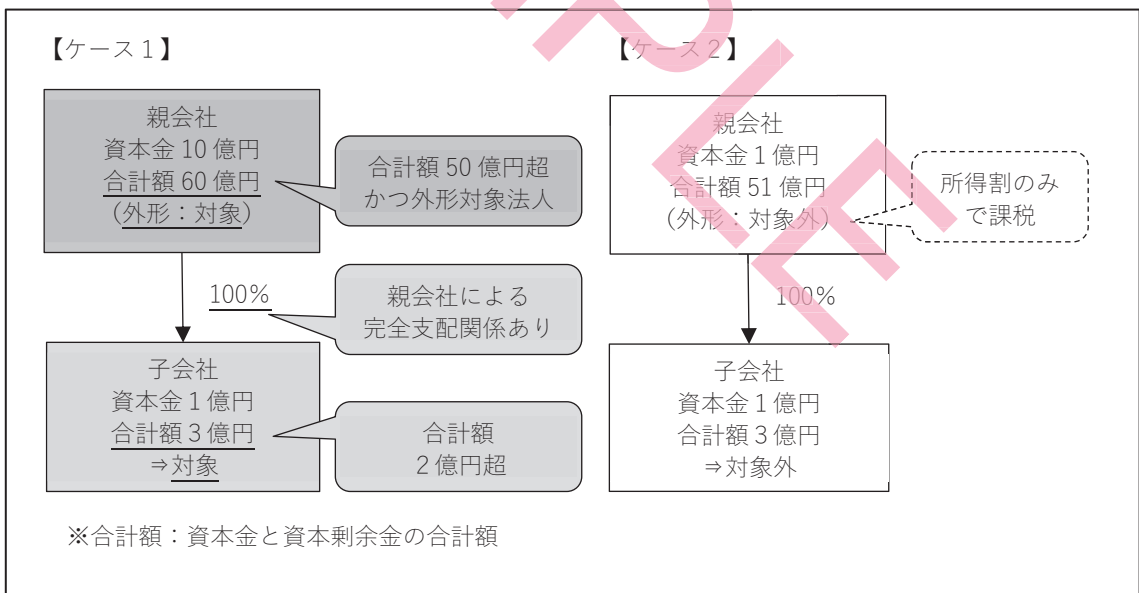 【ケース1】
親会社
資本金 10 億円
合計額 60 億円
(外形：対象)
合計額 50 億円超
かつ外形対象法人
100%
親会社による
完全支配関係あり
子会社
資本金 1 億円
合計額 3 億円
⇒対象
合計額
2 億円超
【ケース2】
親会社
資本金 1 億円
合計額 51 億円
(外形：対象外)
所得割のみ
で課税
100%
子会社
資本金 1 億円
合計額 3 億円
⇒対象外
※合計額：資本金と資本剰余金の合計額